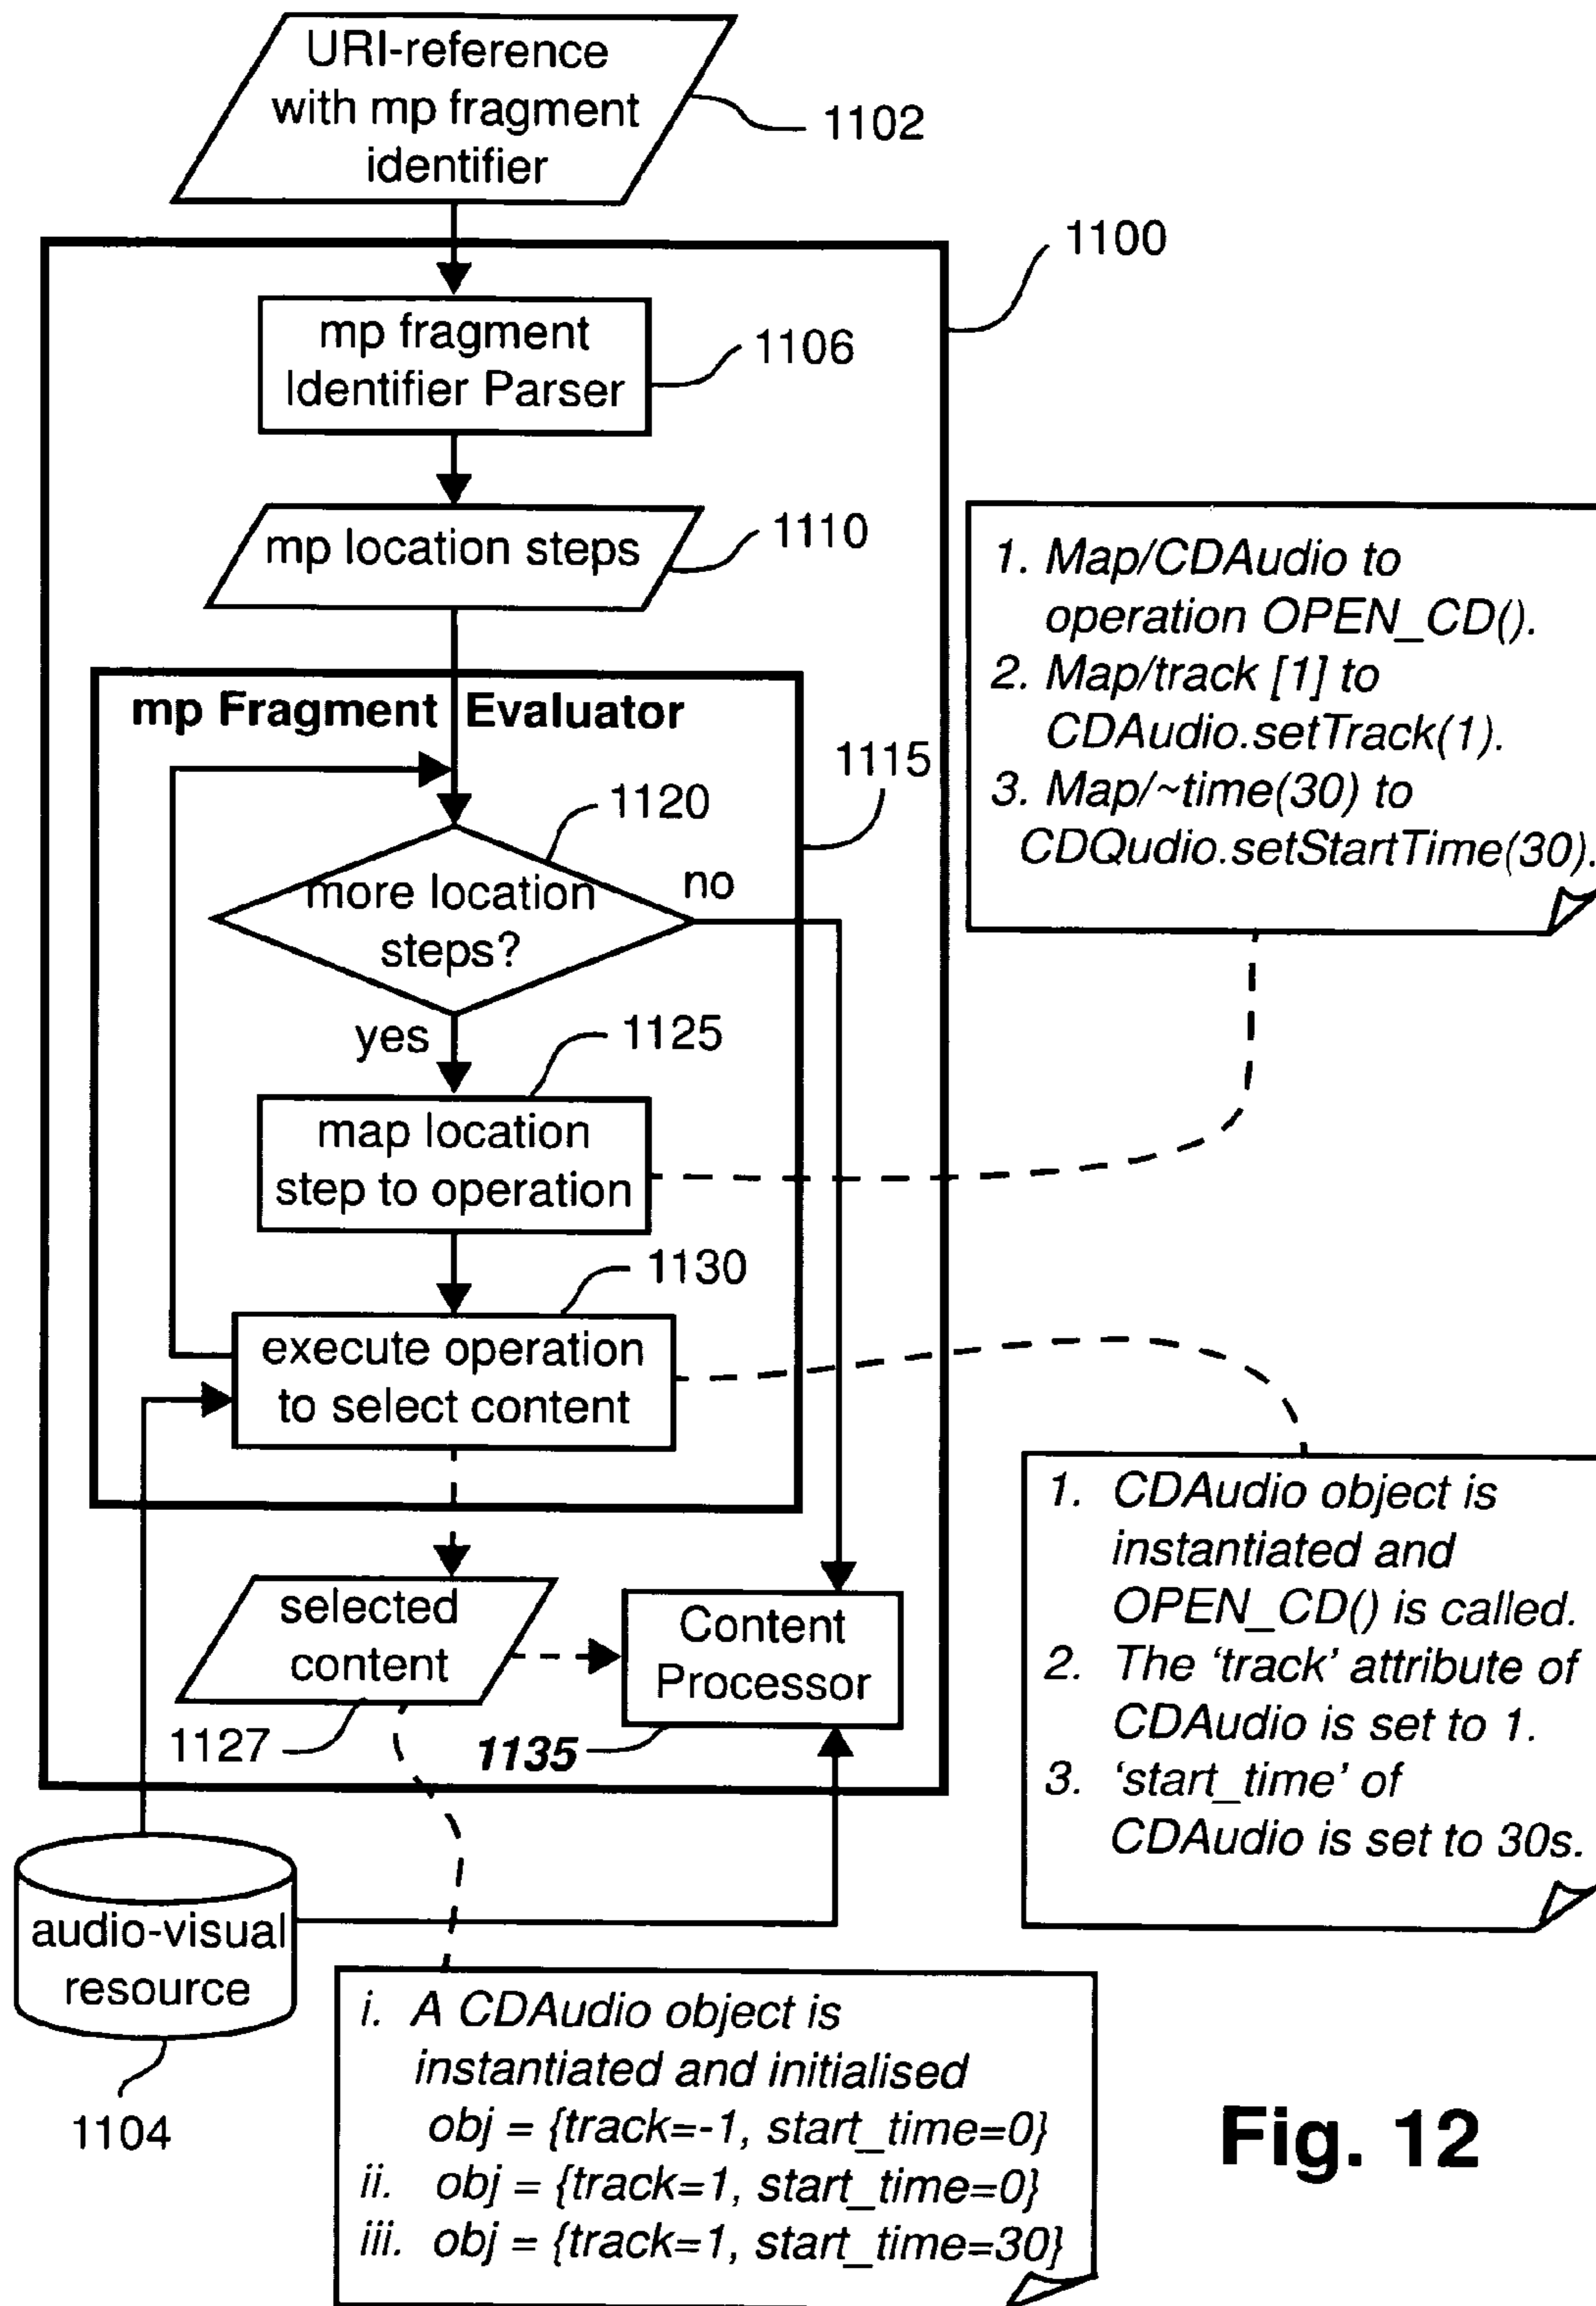 URI-reference
with mp fragment
identifier
1102
1100
mp fragment
Identifier Parser
1106
mp location steps
1110
1. Map/CDAudio to
operation OPEN_CD().
2. Map/track [1] to
CDAudio.setTrack(1).
3. Map/~time(30) to
CDQudio.setStartTime(30).
mp Fragment Evaluator
1115
1120
more location
steps?
no
yes
1125
map location
step to operation
1130
execute operation
to select content
1. CDAudio object is
instantiated and
OPEN_CD() is called.
2. The ‘track’ attribute of
CDAudio is set to 1.
3. ‘start_time’ of
CDAudio is set to 30s.
selected
content
1127
Content
Processor
1135
audio-visual
resource
1104
i. A CDAudio object is
instantiated and initialised
obj = {track=-1, start_time=0}
ii. obj = {track=1, start_time=0}
iii. obj = {track=1, start_time=30}
Fig. 12